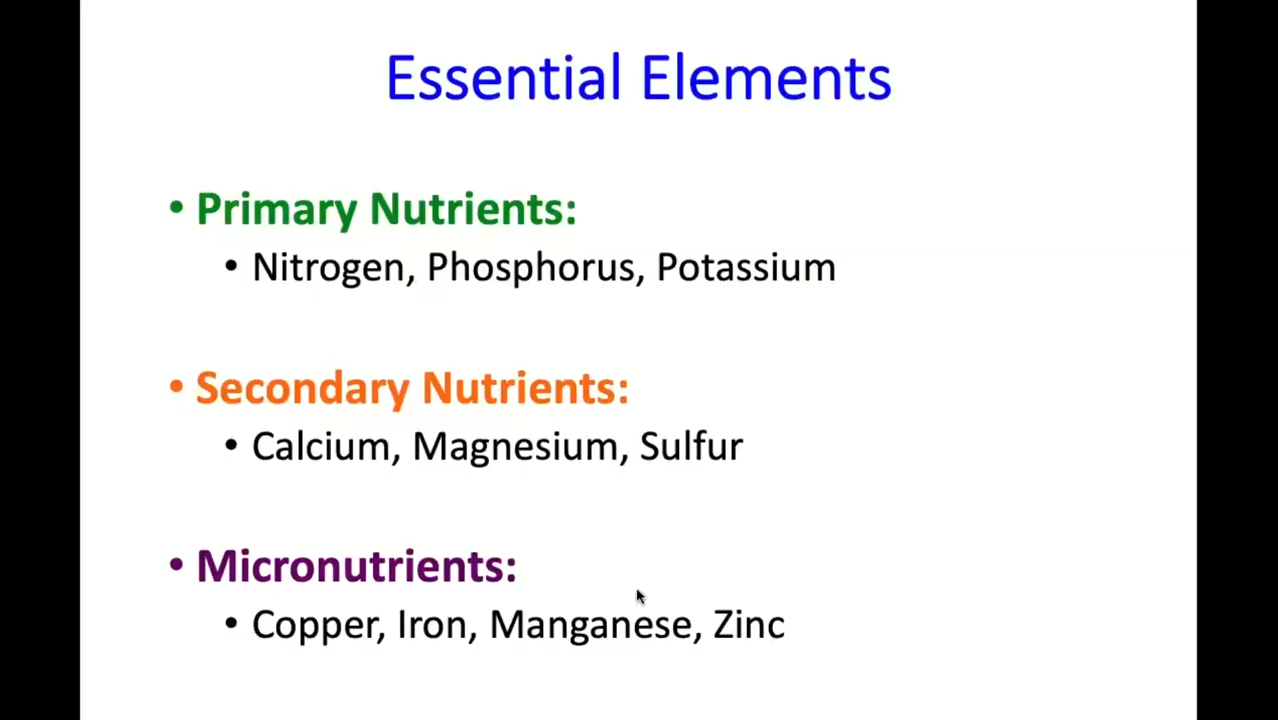 Essential Elements
• Primary Nutrients:
• Nitrogen, Phosphorus, Potassium
• Secondary Nutrients:
• Calcium, Magnesium, Sulfur
• Micronutrients:
• Copper, Iron, Manganese, Zinc